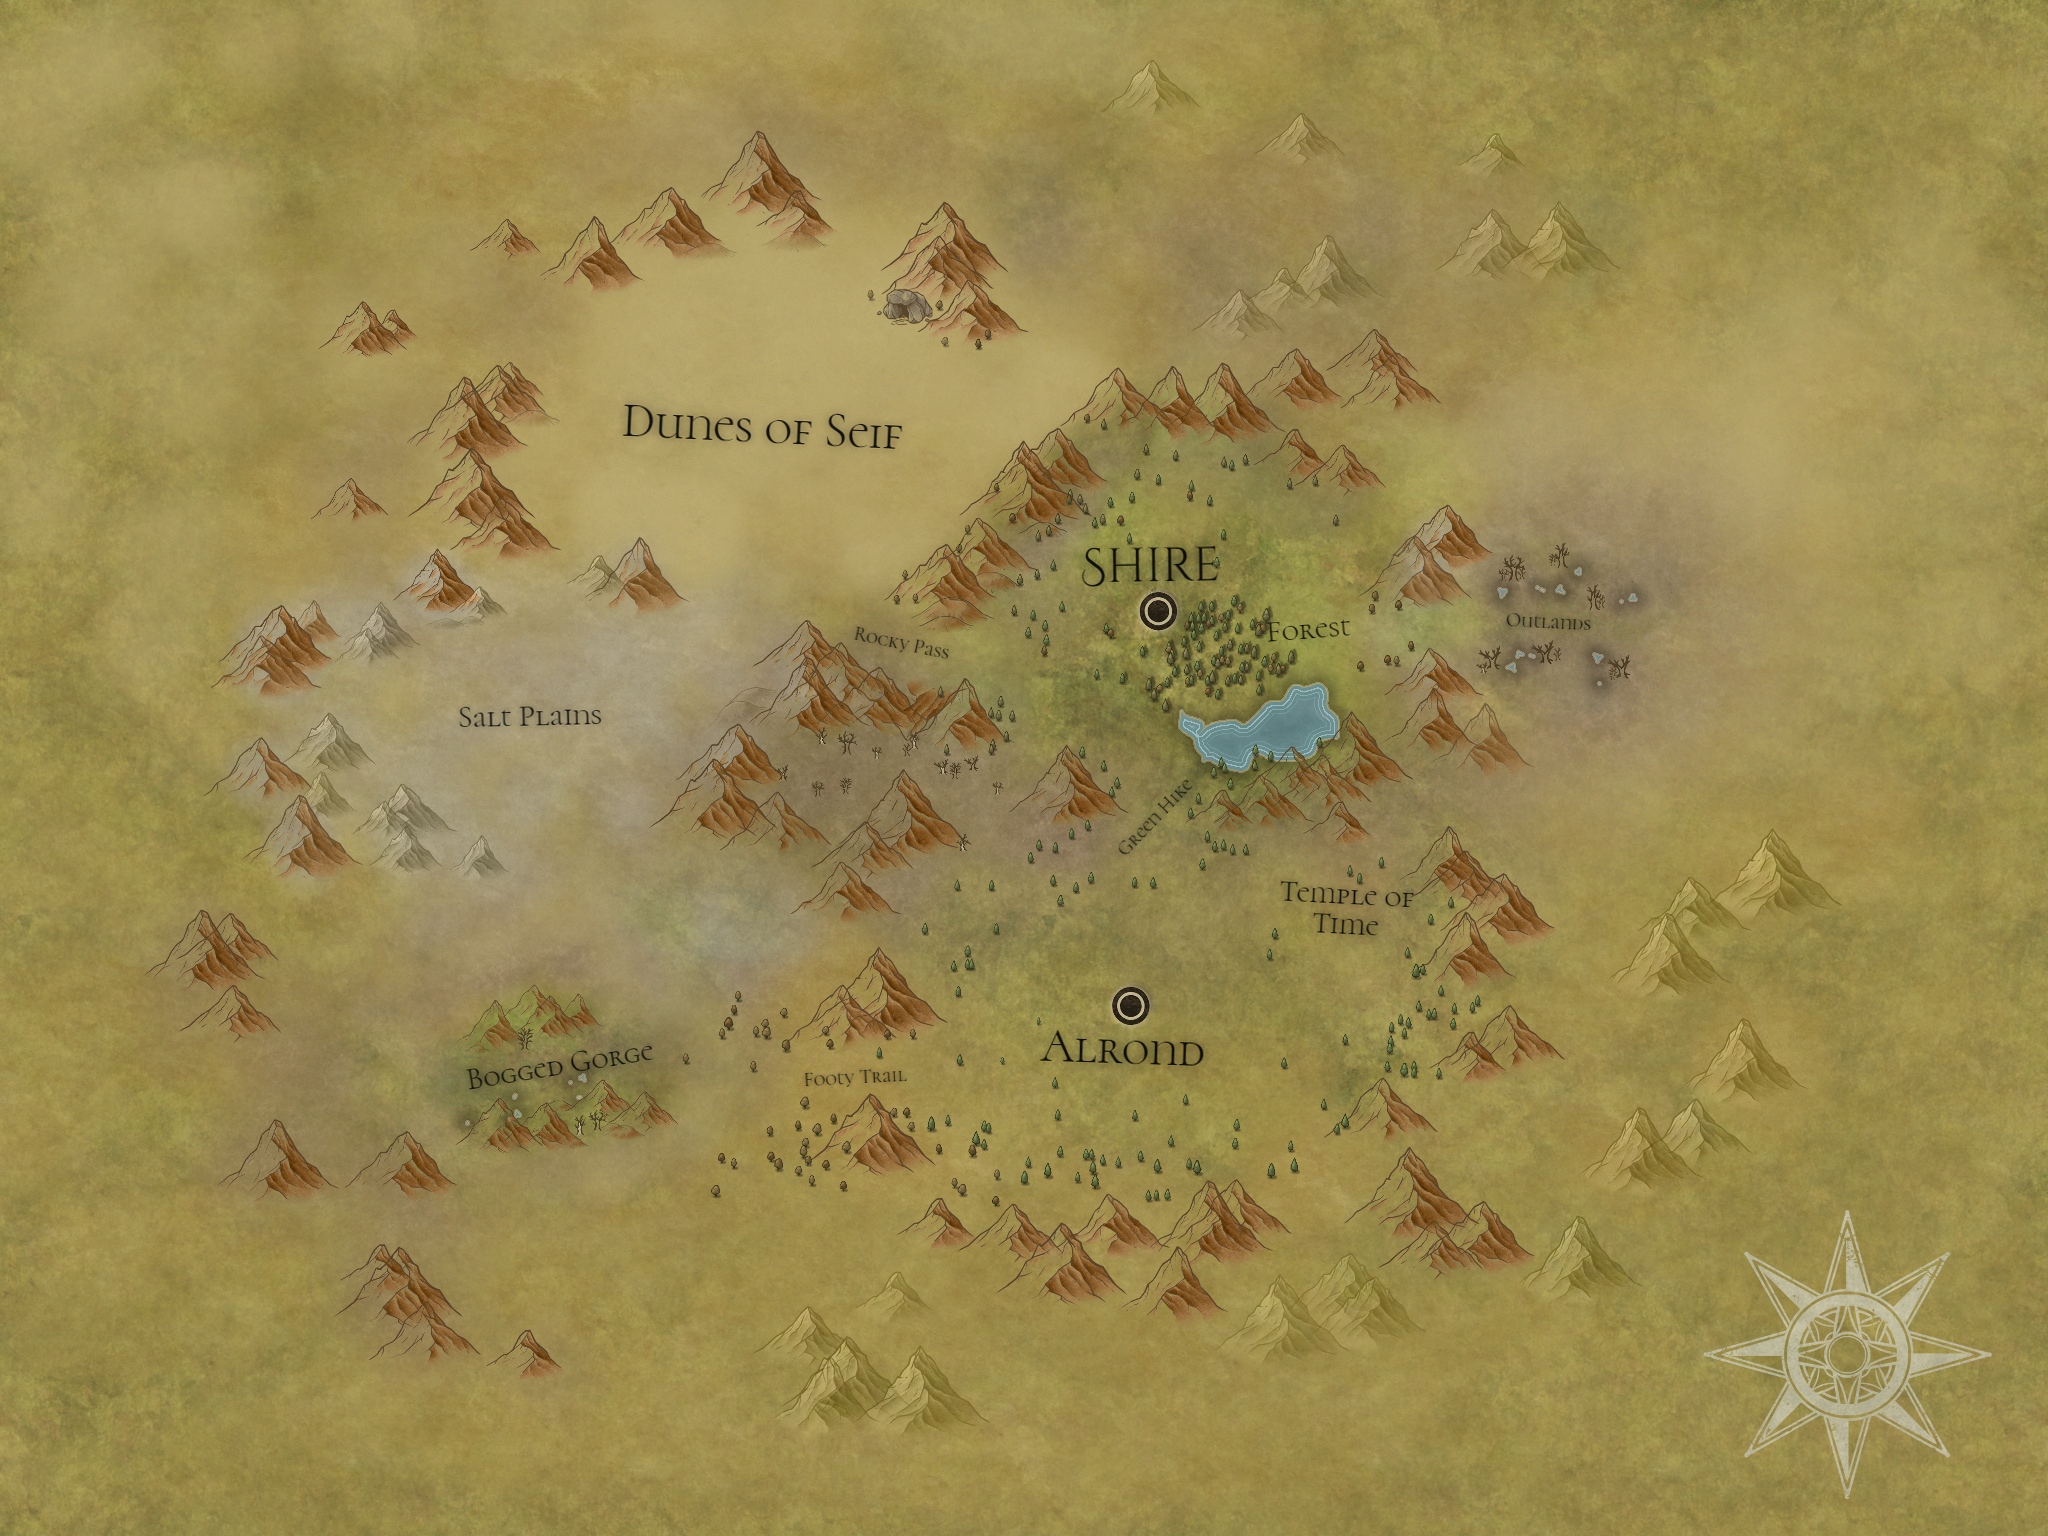 Dunes of Seif
Shire
Forest
Outlands
Rocky Pass
Salt Plains
Green Hike
Temple of
Time
Alrond
Bogged Gorge
Footy Trail